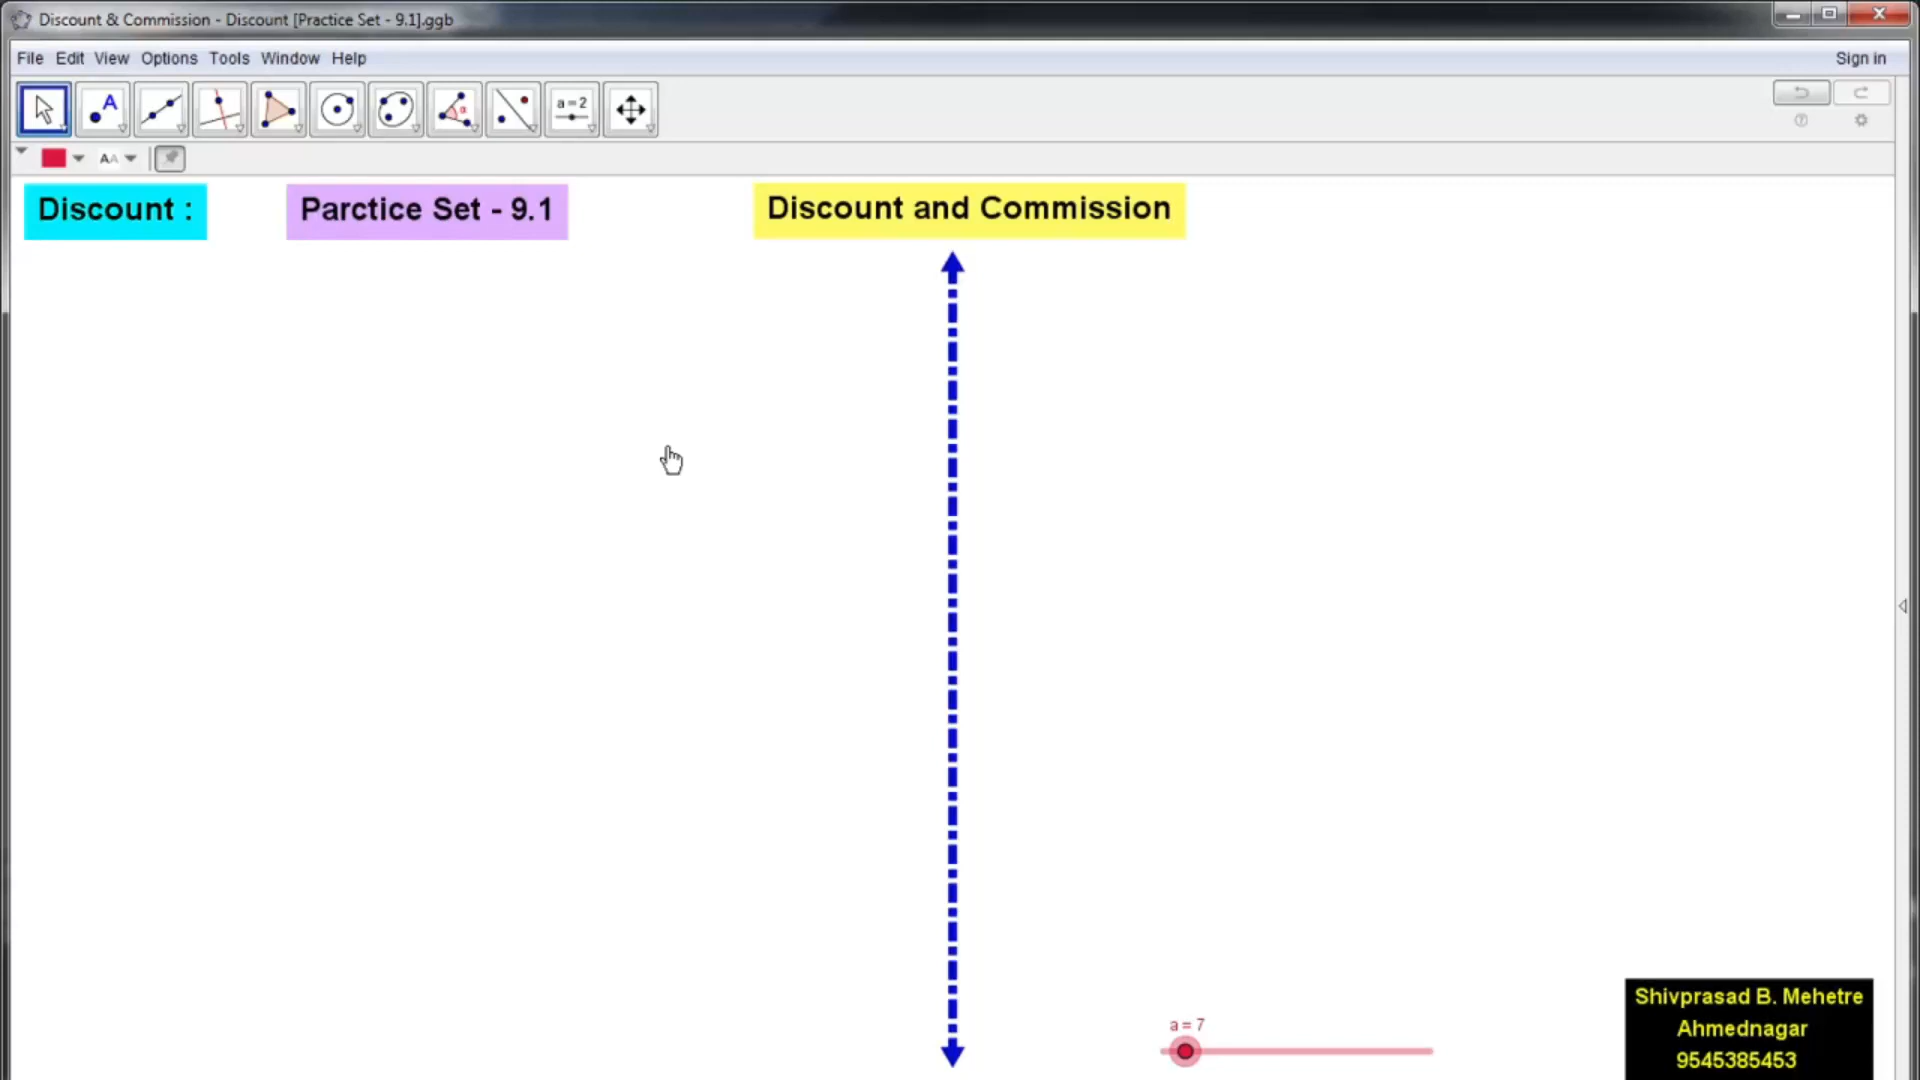 Discount & Commission - Discount [Practice Set - 9.1].ggb
File Edit View Options Tools Window Help Sign in
A
α
a = 2
AA
Discount : Parctice Set - 9.1 Discount and Commission
a = 7
Shivprasad B. Mehetre
Ahmednagar
9545385453